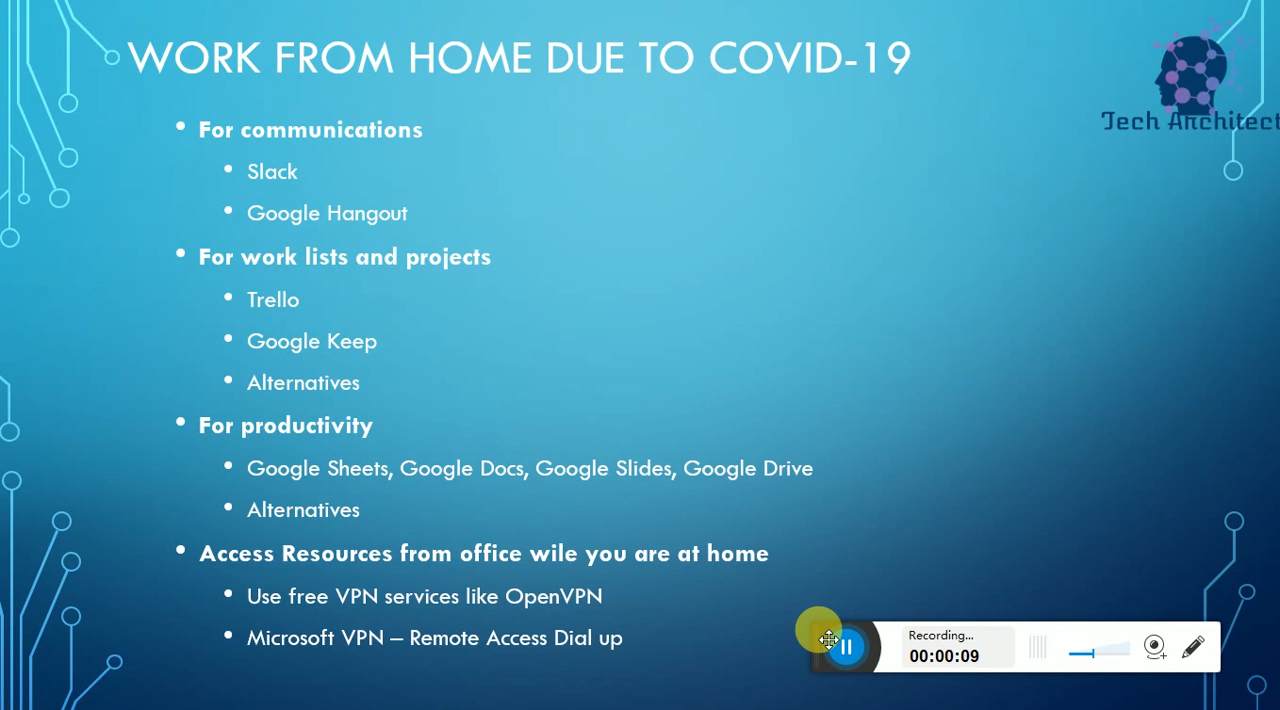 WORK FROM HOME DUE TO COVID-19
Tech Architect
For communications
Slack
Google Hangout
For work lists and projects
Trello
Google Keep
Alternatives
For productivity
Google Sheets, Google Docs, Google Slides, Google Drive
Alternatives
Access Resources from office wile you are at home
Use free VPN services like OpenVPN
Microsoft VPN – Remote Access Dial up
Recording...
00:00:09